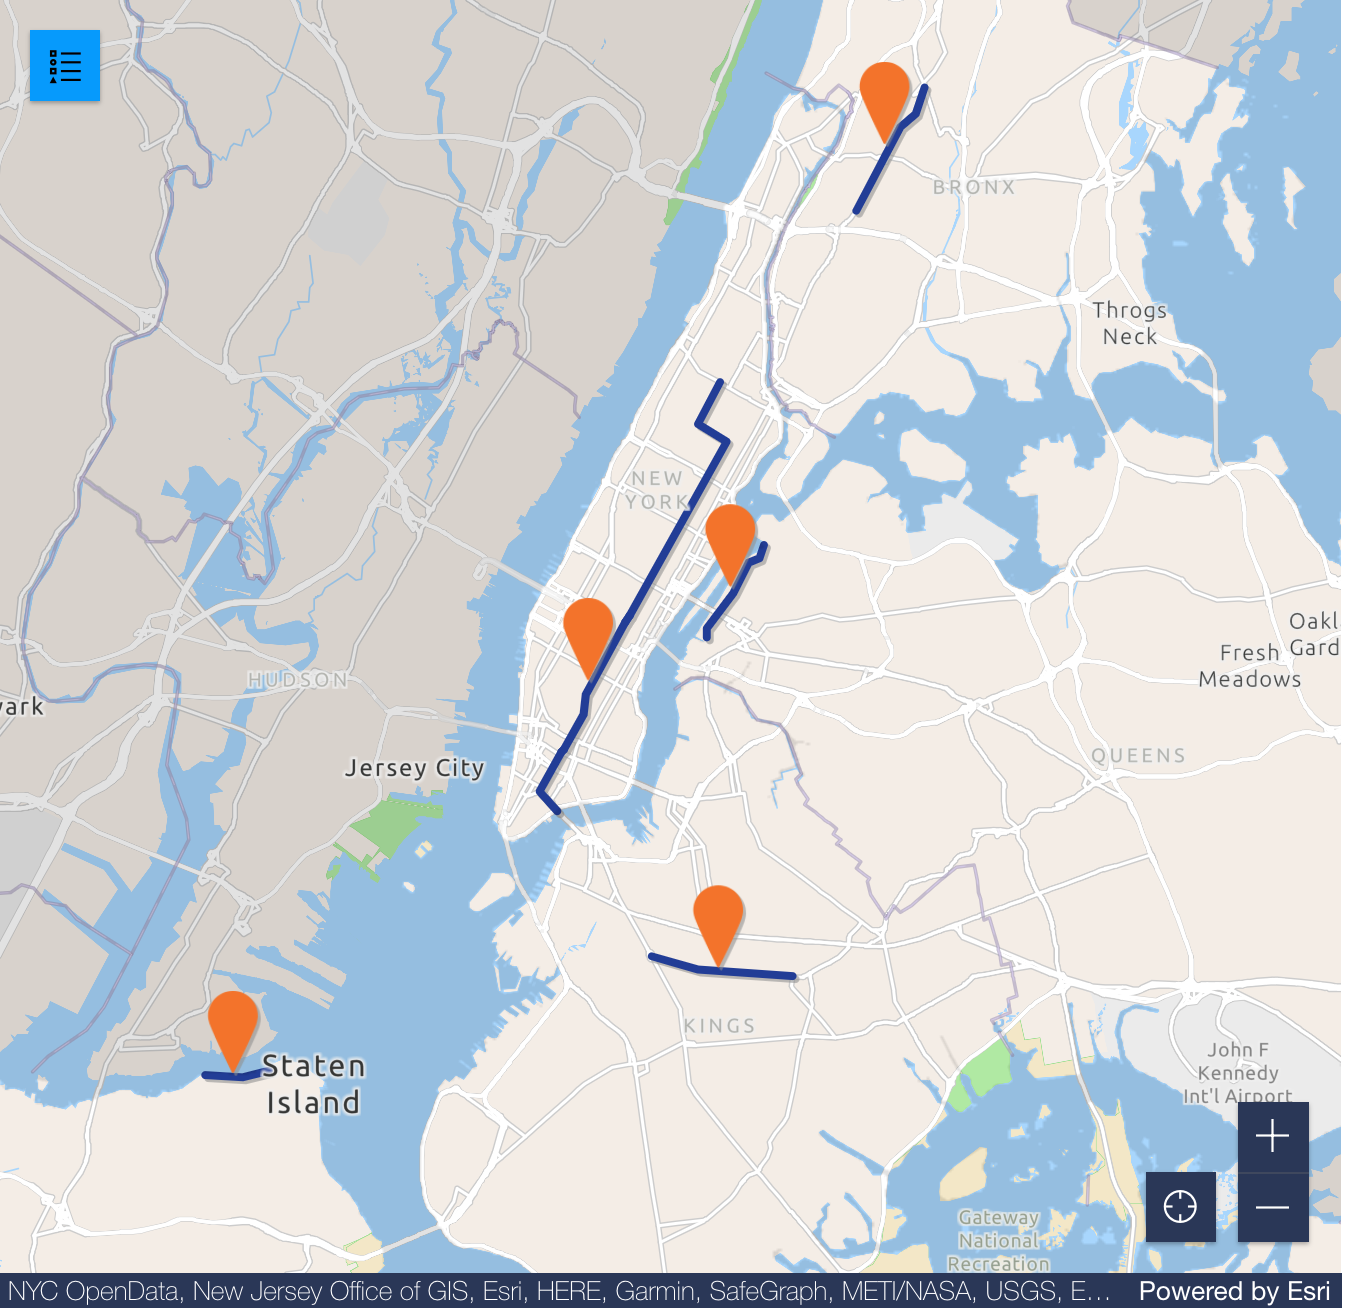 BRONX
Throgs
Neck
NEW
YORK
Oakl
Gard
Fresh
Meadows
HUDSON
ark
Jersey City
QUEENS
KINGS
Staten
Island
John F
Kennedy
Int'l Airport
Gateway
National
Recreation
NYC OpenData, New Jersey Office of GIS, Esri, HERE, Garmin, SafeGraph, METI/NASA, USGS, E... Powered by Esri